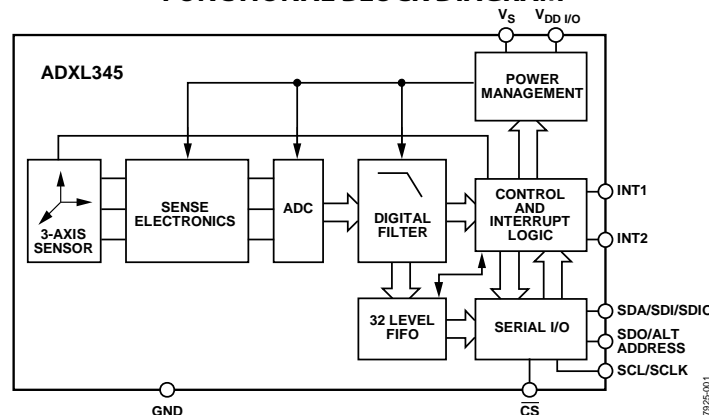 FUNCTIONAL BLOCK DIAGRAM
VS VDD I/O
ADXL345
POWER
MANAGEMENT
3-AXIS
SENSOR
SENSE
ELECTRONICS
ADC
DIGITAL
FILTER
CONTROL
AND
INTERRUPT
LOGIC
INT1
INT2
32 LEVEL
FIFO
SERIAL I/O
SDA/SDI/SDIO
SDO/ALT
ADDRESS
SCL/SCLK
GND
CS
7925-001